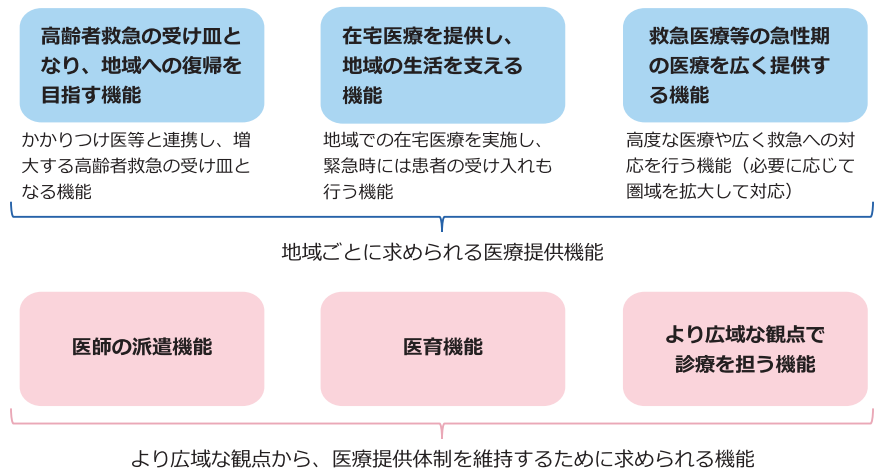 高齢者救急の受け皿と
なり、地域への復帰を
目指す機能
かかりつけ医等と連携し、増
大する高齢者救急の受け皿と
なる機能
在宅医療を提供し、
地域の生活を支える
機能
地域での在宅医療を実施し、
緊急時には患者の受け入れも
行う機能
救急医療等の急性期
の医療を広く提供す
る機能
高度な医療や広く救急への対
応を行う機能（必要に応じて
圏域を拡大して対応）
地域ごとに求められる医療提供機能
医師の派遣機能
医育機能
より広域な観点で
診療を担う機能
より広域な観点から、医療提供体制を維持するために求められる機能